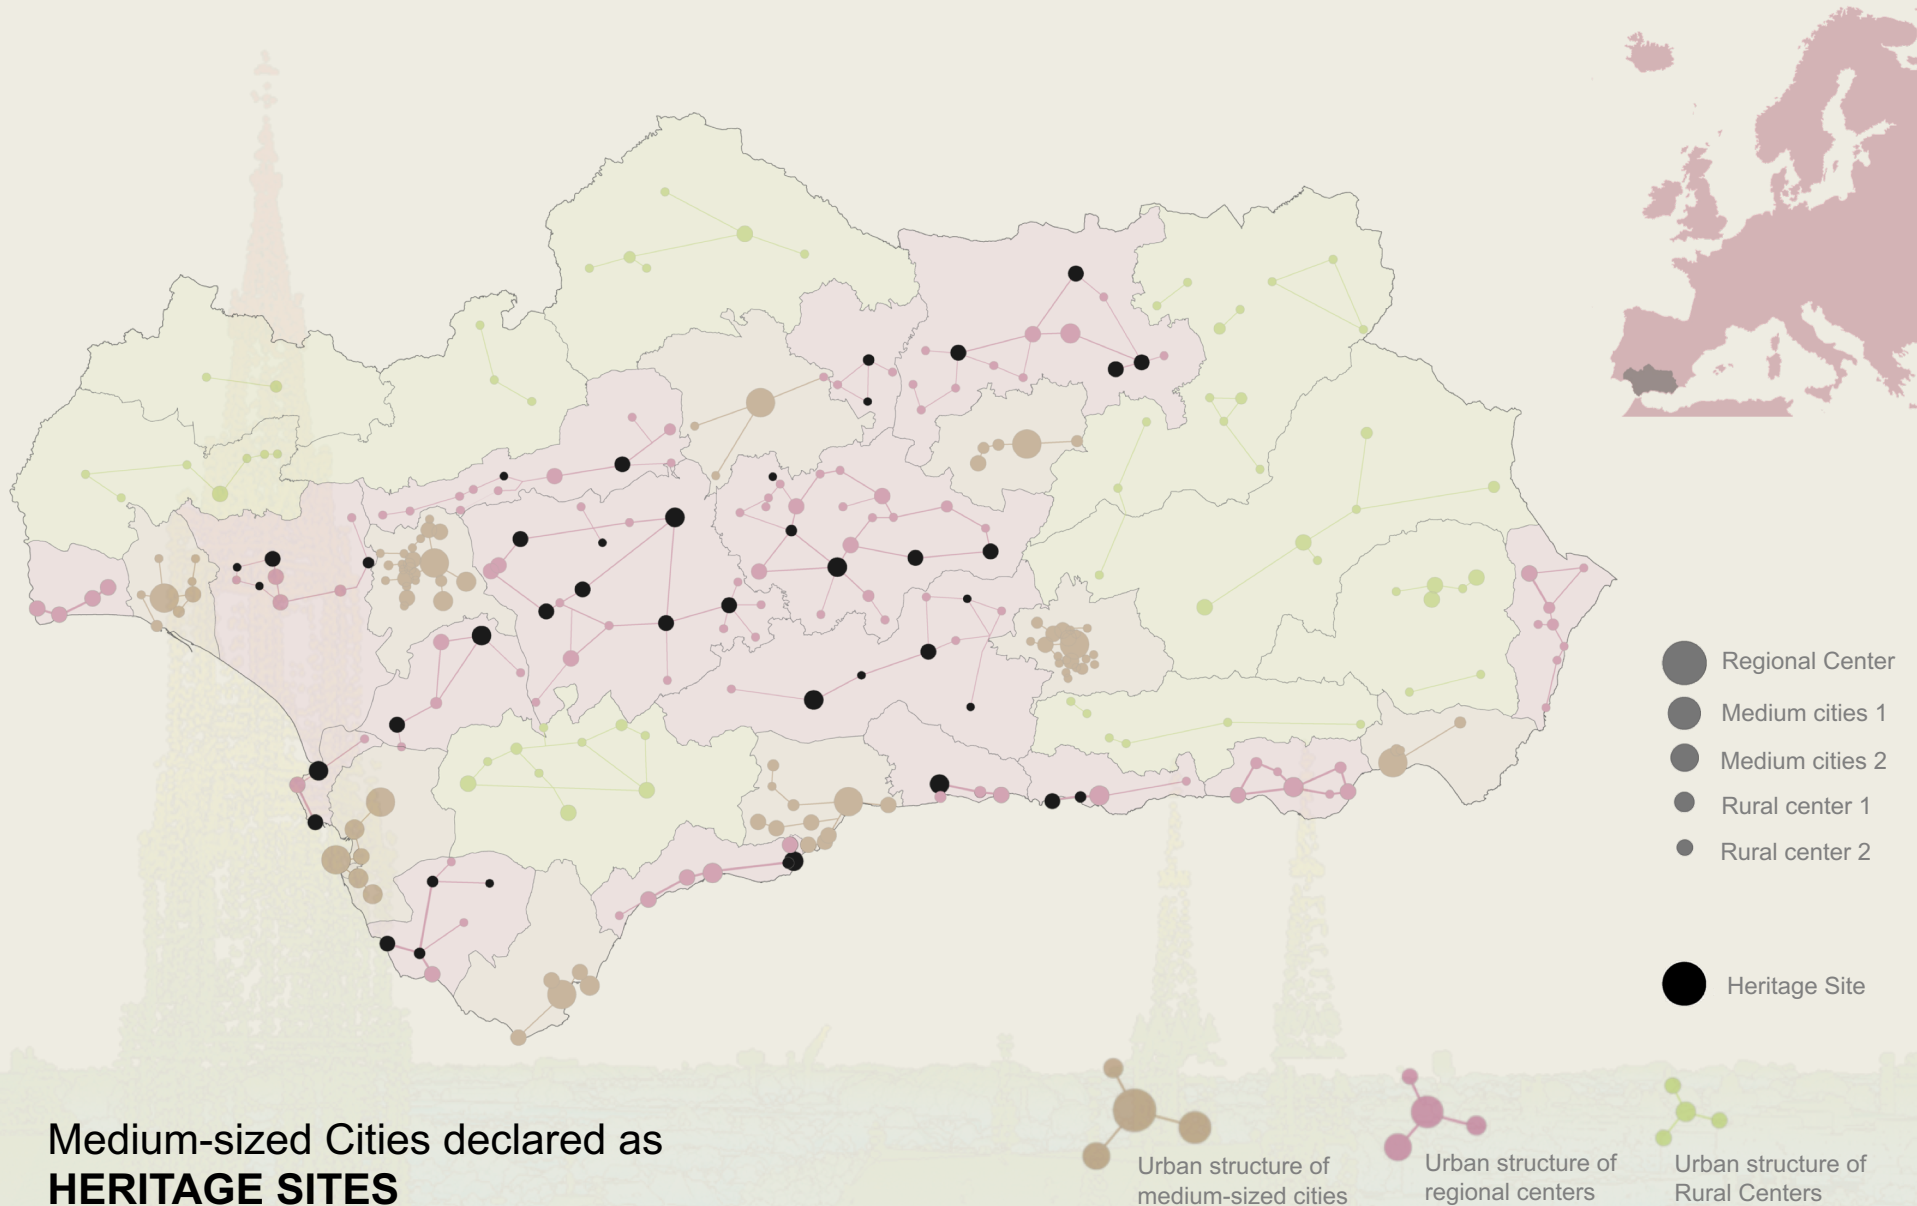 Regional Center
Medium cities 1
Medium cities 2
Rural center 1
Rural center 2
Heritage Site
Medium-sized Cities declared as
HERITAGE SITES
Urban structure of
medium-sized cities
Urban structure of
regional centers
Urban structure of
Rural Centers